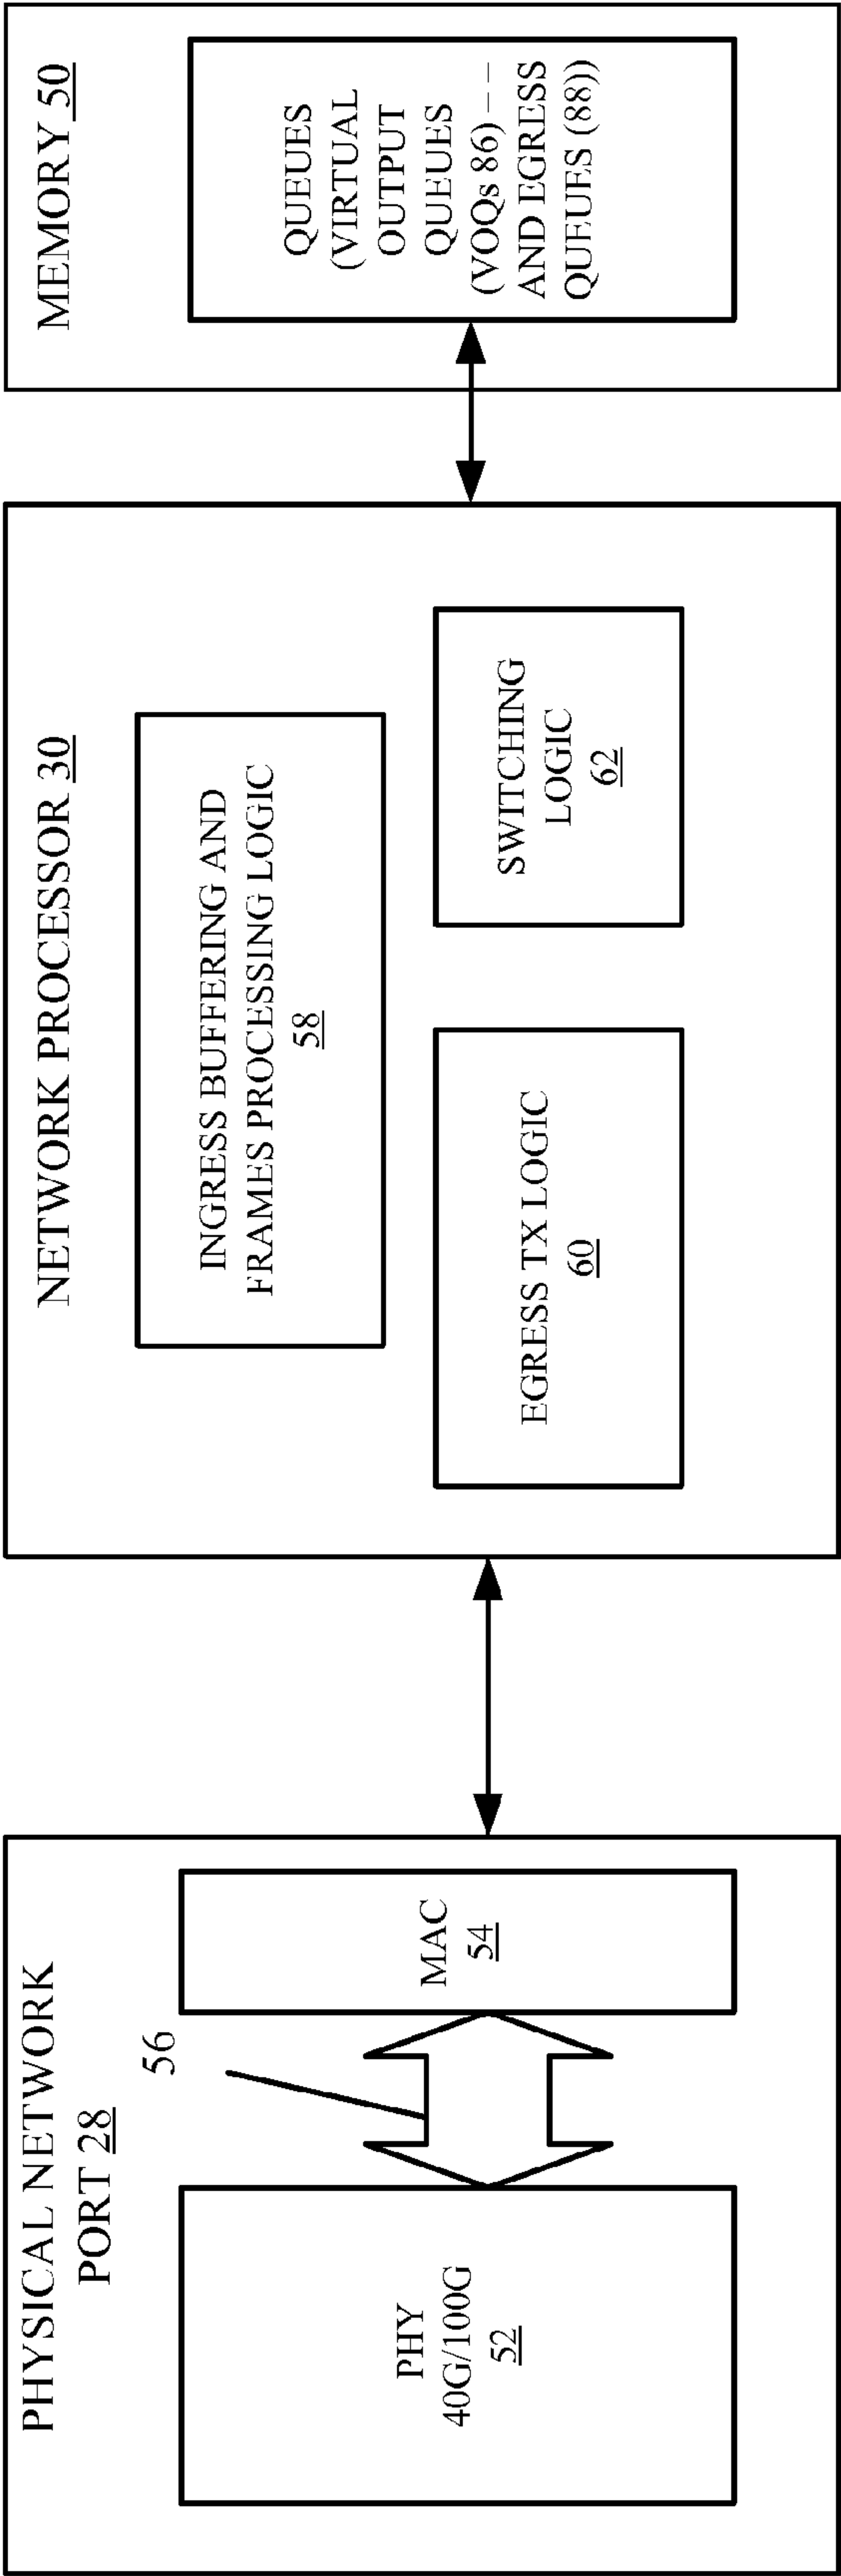 PHYSICAL NETWORK
PORT 28
PHY
40G/100G
52
56
MAC
54
NETWORK PROCESSOR 30
INGRESS BUFFERING AND
FRAMES PROCESSING LOGIC
58
EGRESS TX LOGIC
60
SWITCHING
LOGIC
62
MEMORY 50
QUEUES
(VIRTUAL
OUTPUT
QUEUES
(VOQs 86) – –
AND EGRESS
QUEUES (88))